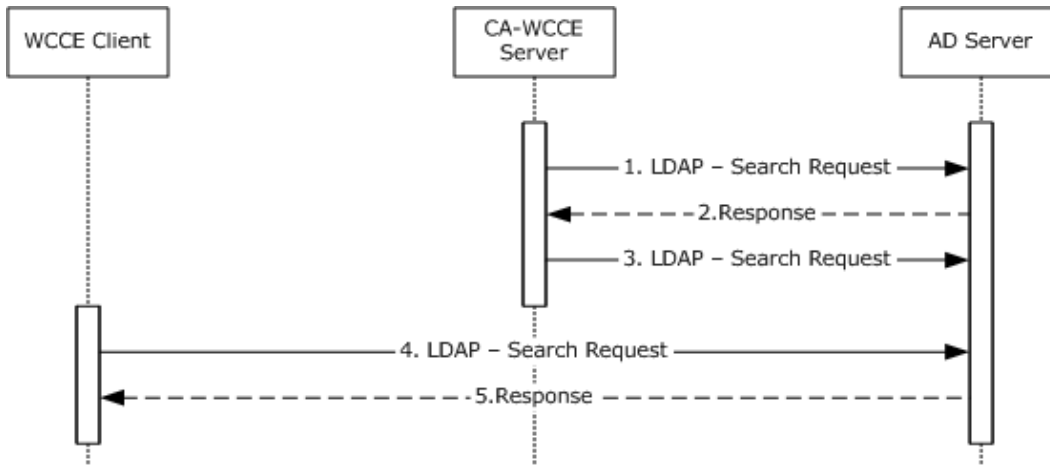 WCCE Client
CA-WCCE
Server
AD Server
1. LDAP – Search Request
2.Response
3. LDAP – Search Request
4. LDAP – Search Request
5.Response